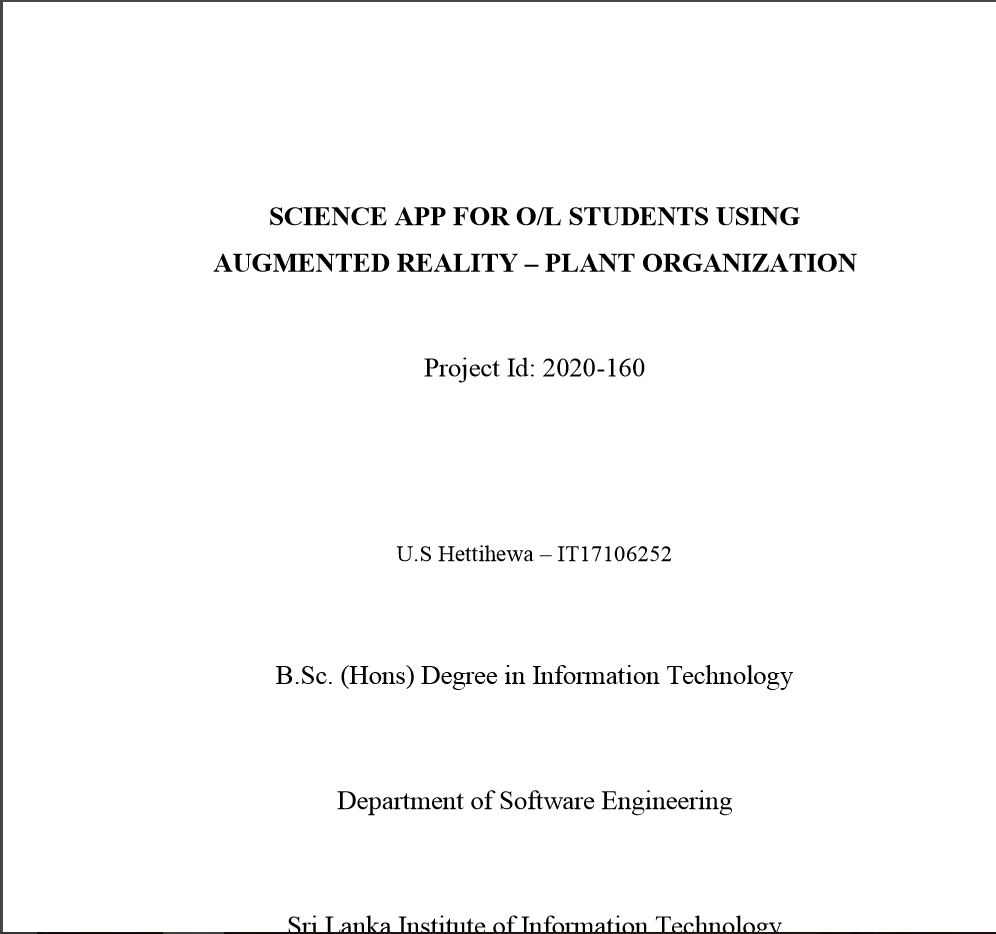 SCIENCE APP FOR O/L STUDENTS USING
AUGMENTED REALITY – PLANT ORGANIZATION
Project Id: 2020-160
U.S Hettihewa – IT17106252
B.Sc. (Hons) Degree in Information Technology
Department of Software Engineering
Sri Lanka Institute of Information Technology